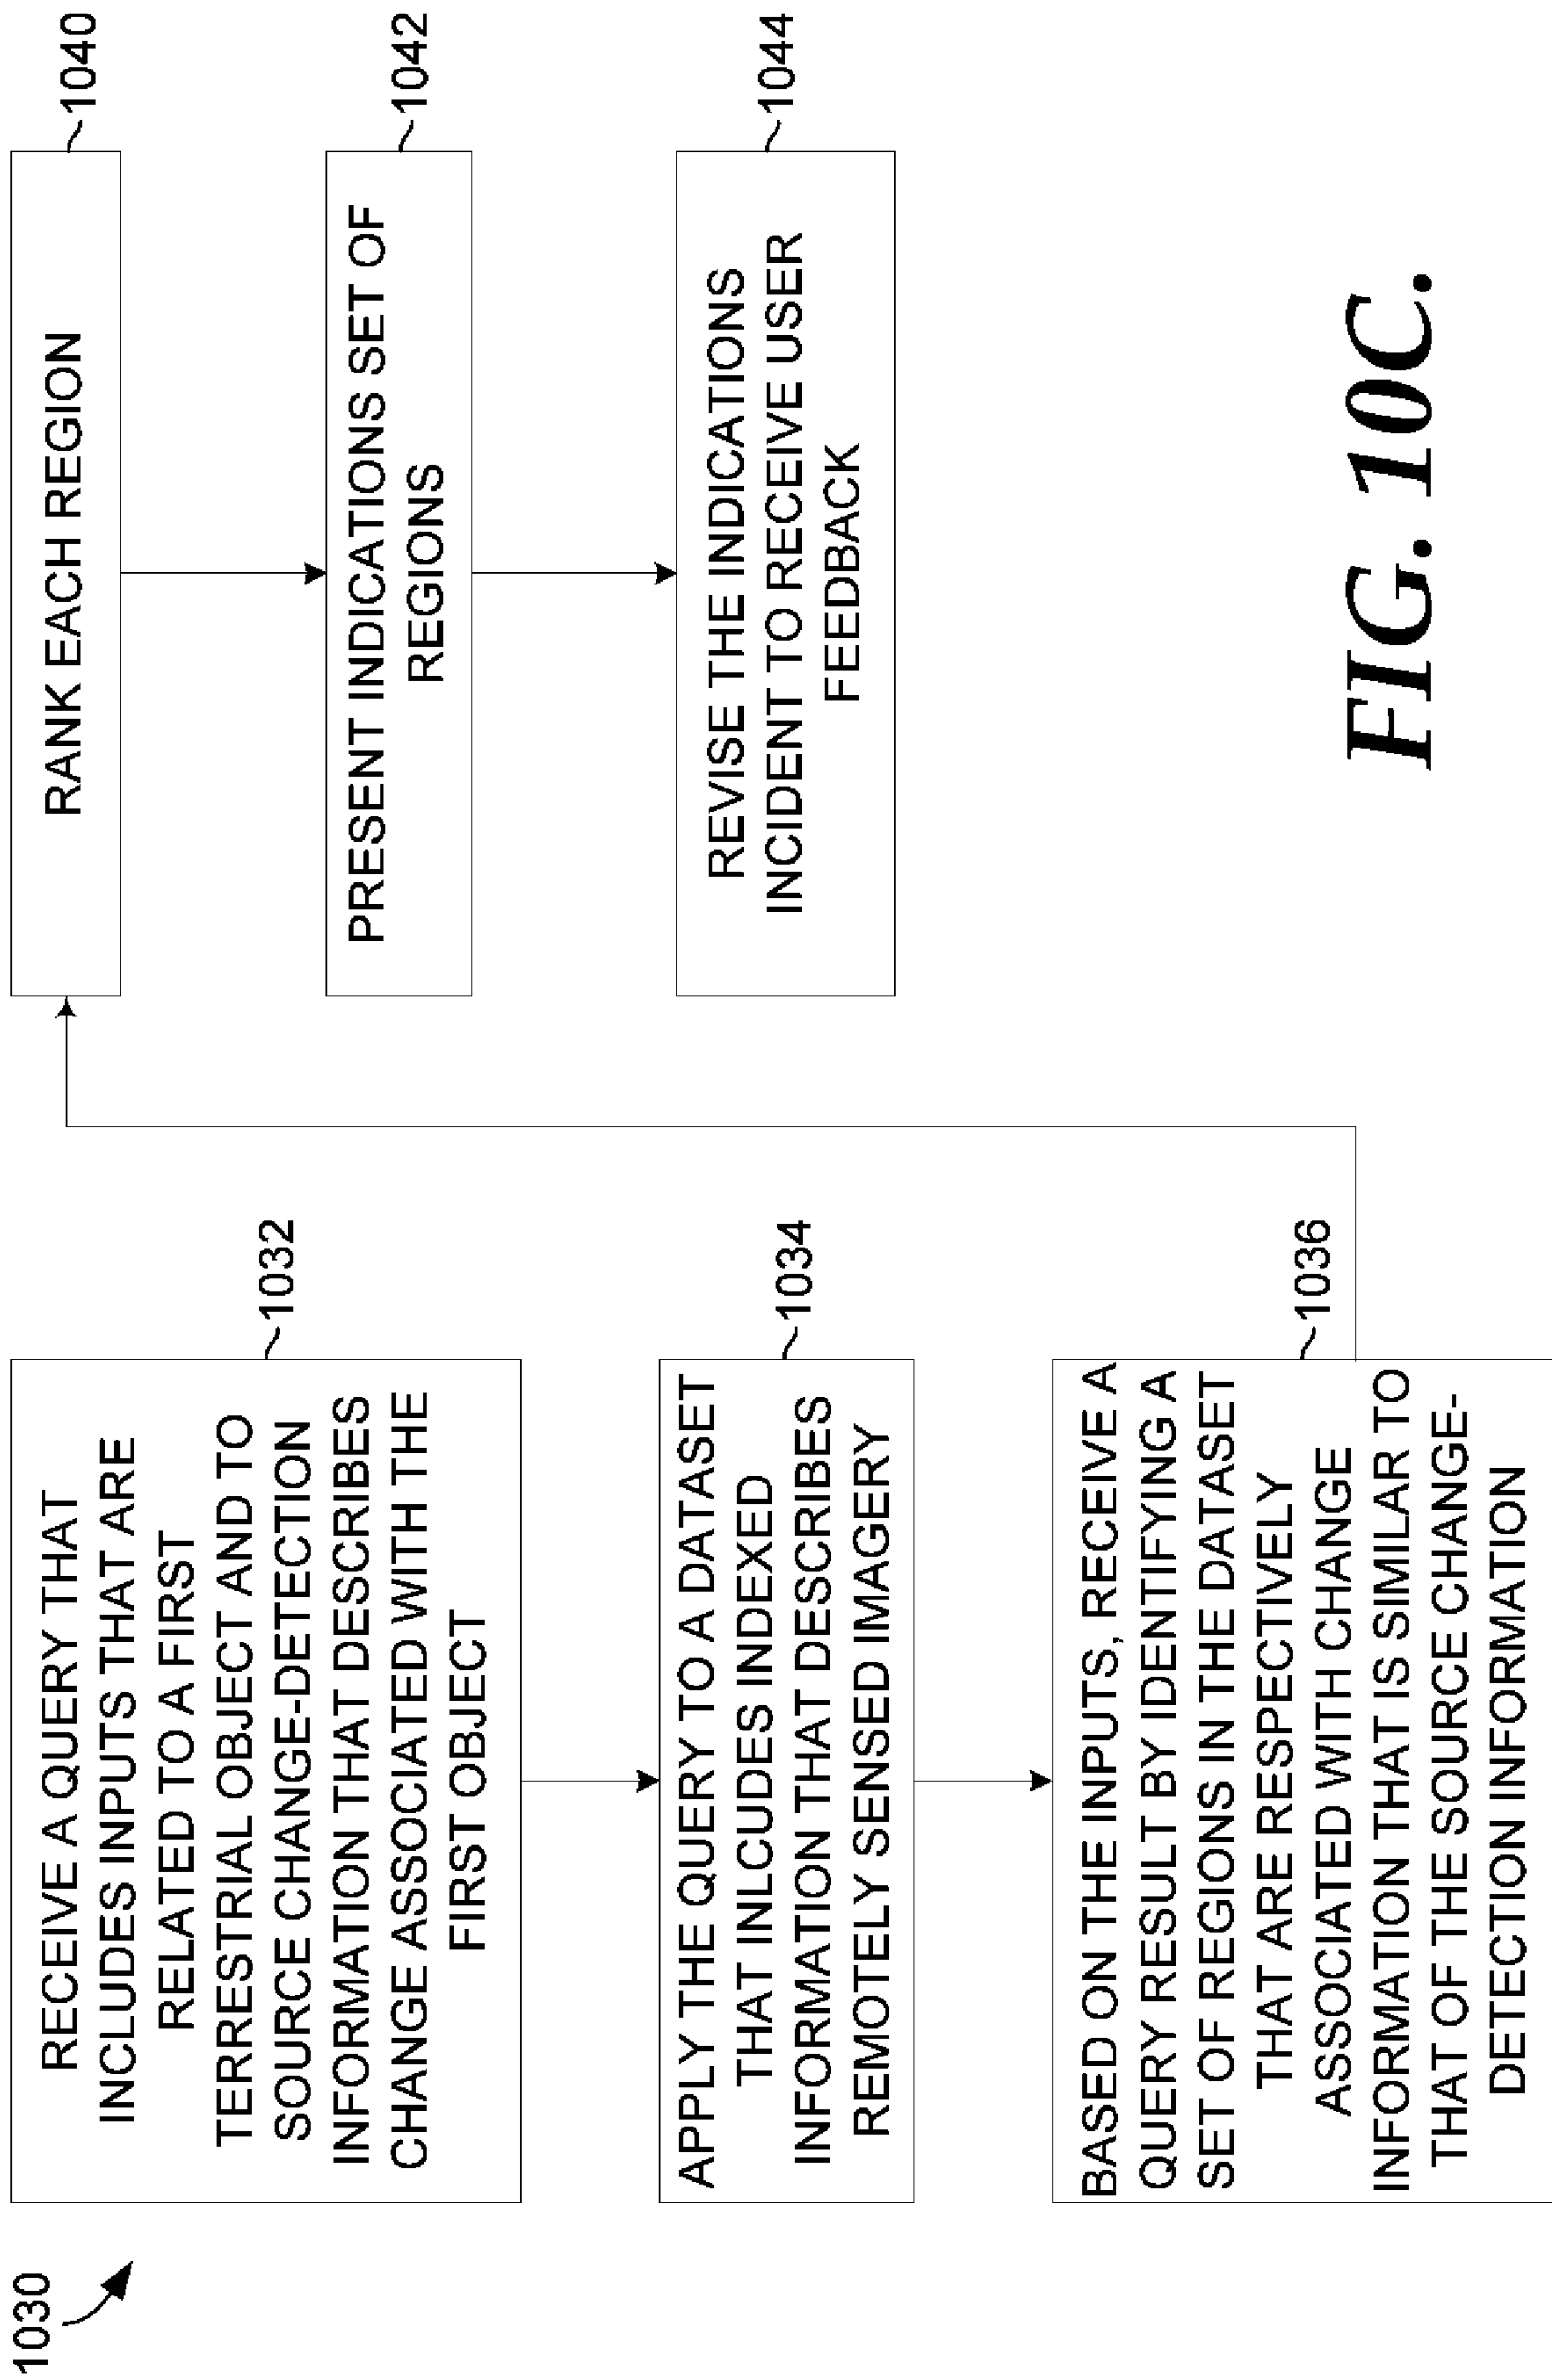 1030
RECEIVE A QUERY THAT
INCLUDES INPUTS THAT ARE
RELATED TO A FIRST
TERRESTRIAL OBJECT AND TO
SOURCE CHANGE-DETECTION
INFORMATION THAT DESCRIBES
CHANGE ASSOCIATED WITH THE
FIRST OBJECT
~1032
APPLY THE QUERY TO A DATASET
THAT INLCUDES INDEXED
INFORMATION THAT DESCRIBES
REMOTELY SENSED IMAGERY
~1034
BASED ON THE INPUTS, RECEIVE A
QUERY RESULT BY IDENTIFYING A
SET OF REGIONS IN THE DATASET
THAT ARE RESPECTIVELY
ASSOCIATED WITH CHANGE
INFORMATION THAT IS SIMILAR TO
THAT OF THE SOURCE CHANGE-
DETECTION INFORMATION
~1036
RANK EACH REGION
~1040
PRESENT INDICATIONS SET OF
REGIONS
~1042
REVISE THE INDICATIONS
INCIDENT TO RECEIVE USER
FEEDBACK
~1044
FIG. 10C.